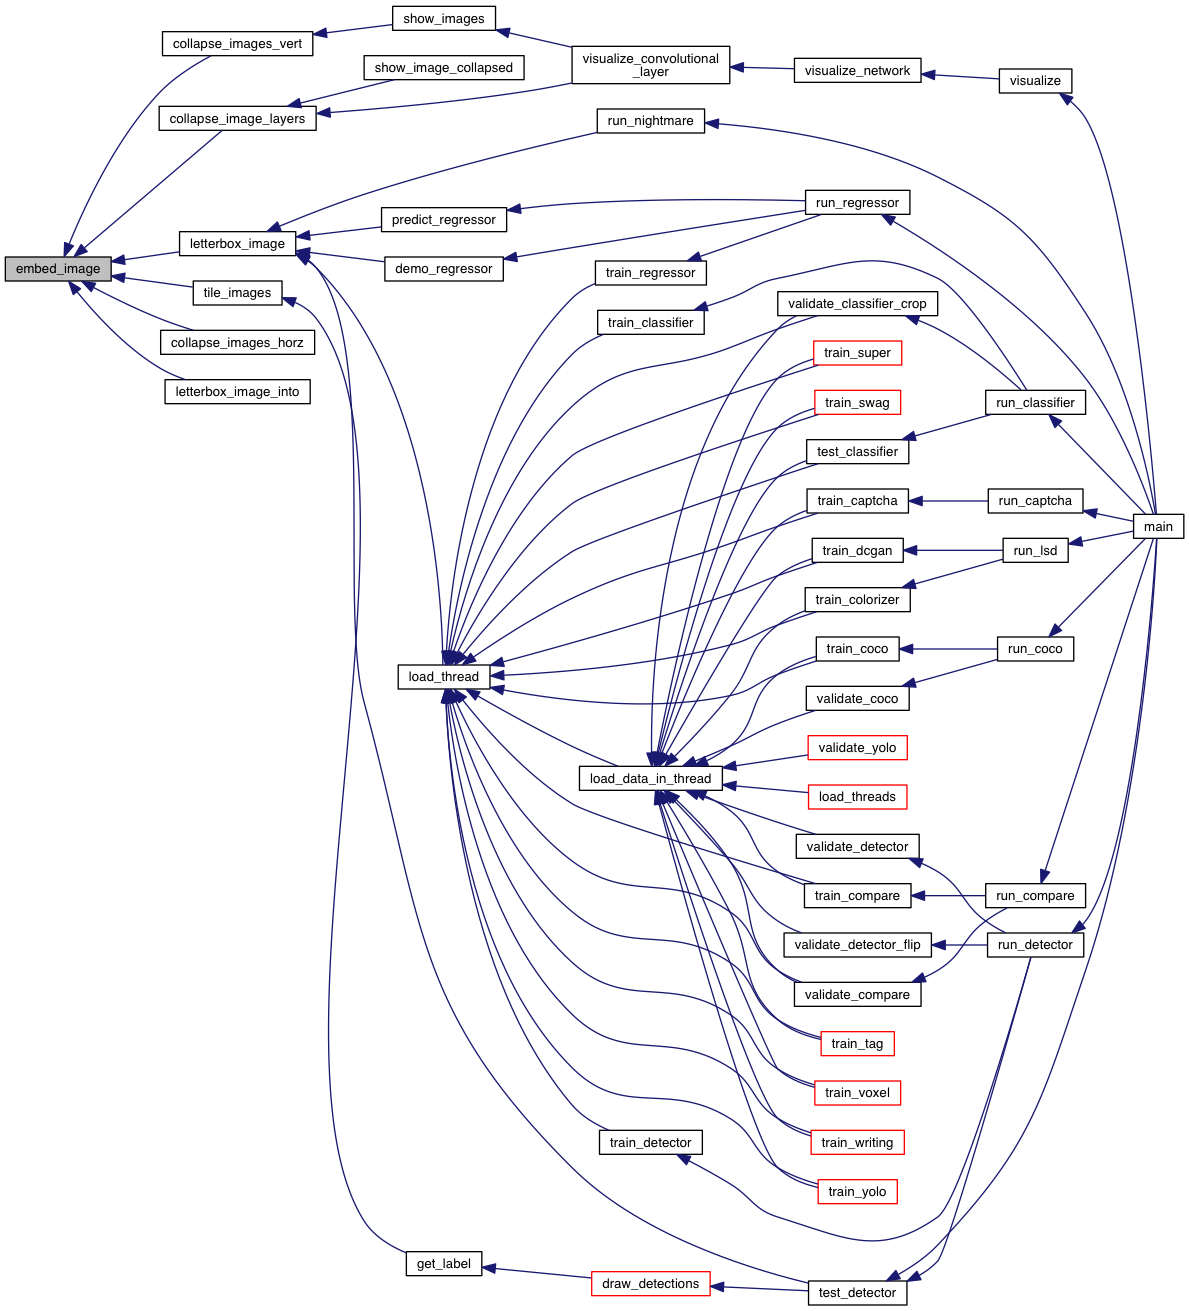 show_images
collapse_images_vert
visualize_convolutional
_layer
show_image_collapsed
visualize_network
visualize
collapse_image_layers
run_nightmare
run_regressor
predict_regressor
letterbox_image
embed_image
demo_regressor
train_regressor
tile_images
validate_classifier_crop
train_classifier
collapse_images_horz
train_super
letterbox_image_into
train_swag
run_classifier
test_classifier
train_captcha
run_captcha
main
train_dcgan
run_lsd
train_colorizer
train_coco
run_coco
load_thread
validate_coco
validate_yolo
load_data_in_thread
load_threads
validate_detector
train_compare
run_compare
validate_detector_flip
run_detector
validate_compare
train_tag
train_voxel
train_detector
train_writing
train_yolo
get_label
draw_detections
test_detector